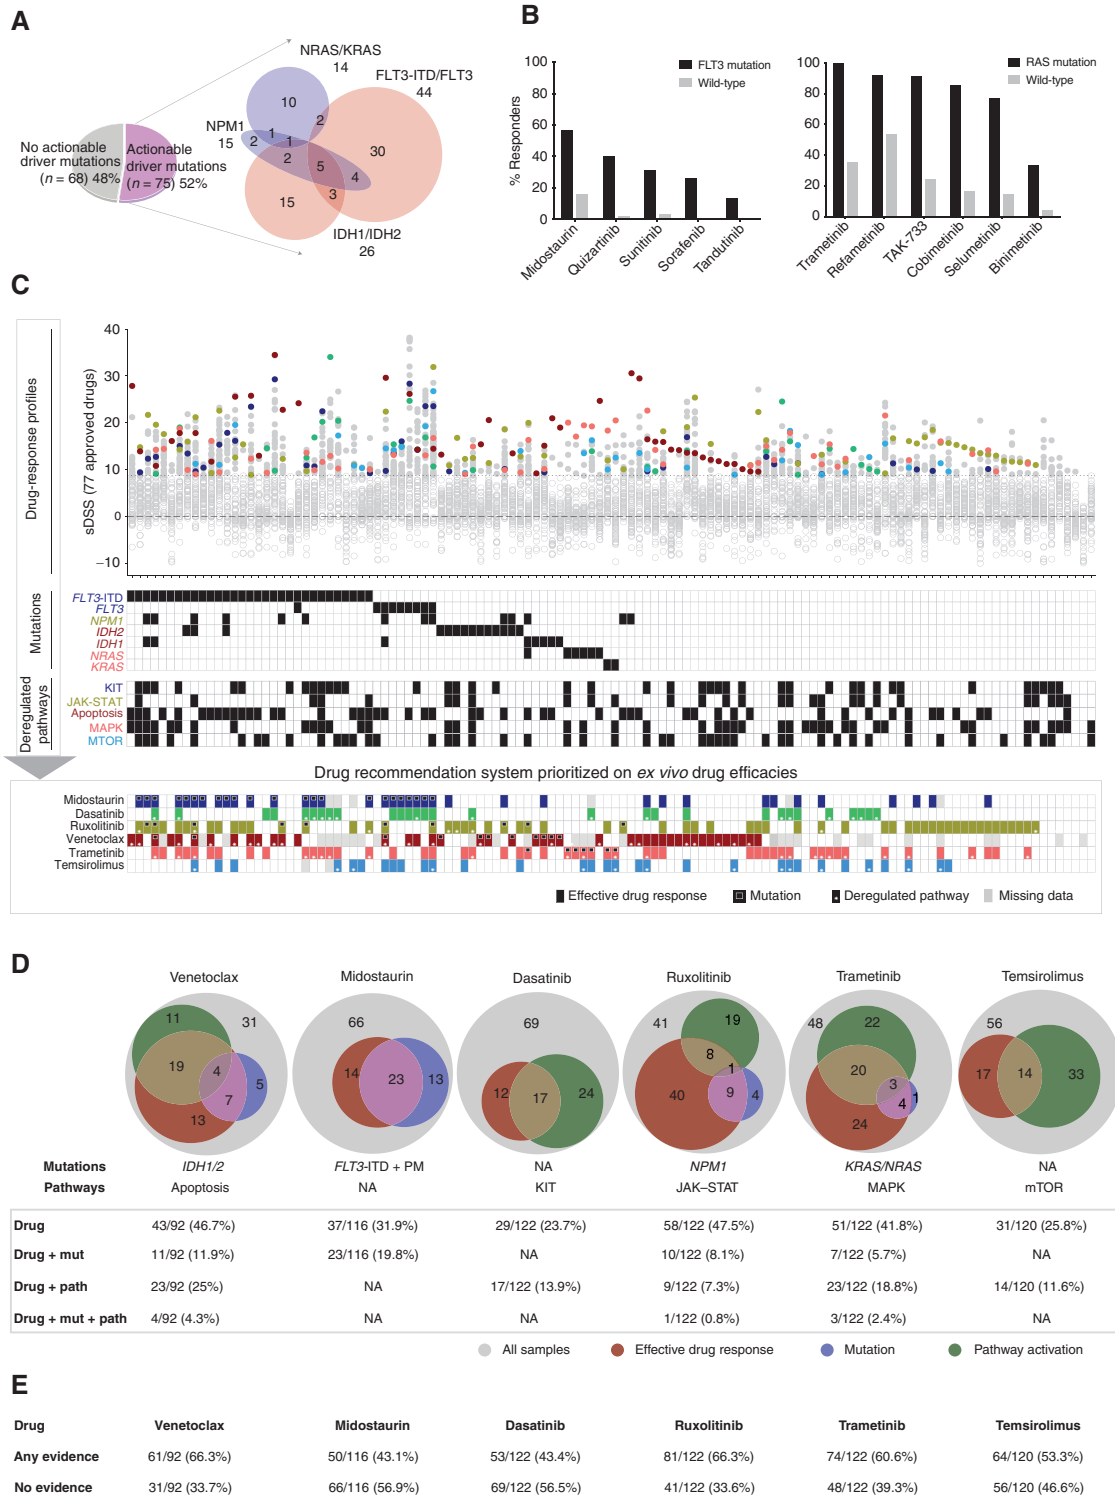 A
NRAS/KRAS
14
FLT3-ITD/FLT3
44
10
2
NPM1
15
2
1
1
2
5
4
30
15
3
IDH1/IDH2
26
No actionable
driver mutations
(n = 68) 48%
Actionable
driver mutations
(n = 75) 52%
B
% Responders
100
80
60
40
20
0
FLT3 mutation
Wild-type
Midostaurin
Quizartinib
Sunitinib
Sorafenib
Tandutinib
100
80
60
40
20
0
RAS mutation
Wild-type
Trametinib
Refametinib
TAK-733
Cobimetinib
Selumetinib
Binimetinib
C
Drug-response profiles
sDSS (77 approved drugs)
40
30
20
10
0
−10
Mutations
FLT3-ITD
FLT3
NPM1
IDH2
IDH1
NRAS
KRAS
Deregulated
pathways
KIT
JAK-STAT
Apoptosis
MAPK
MTOR
Drug recommendation system prioritized on ex vivo drug efficacies
Midostaurin
Dasatinib
Ruxolitinib
Venetoclax
Trametinib
Temsirolimus
Effective drug response
Mutation
Deregulated pathway
Missing data
D
Venetoclax Midostaurin Dasatinib Ruxolitinib Trametinib Temsirolimus
11
31
19
4
5
7
13
66
14
23
13
69
12
17
24
41
19
8
1
40
9
4
48
22
20
3
1
4
24
56
17
14
33
Mutations IDH1/2 FLT3-ITD + PM NA NPM1 KRAS/NRAS NA
Pathways Apoptosis NA KIT JAK–STAT MAPK mTOR
Drug 43/92 (46.7%) 37/116 (31.9%) 29/122 (23.7%) 58/122 (47.5%) 51/122 (41.8%) 31/120 (25.8%)
Drug + mut 11/92 (11.9%) 23/116 (19.8%) NA 10/122 (8.1%) 7/122 (5.7%) NA
Drug + path 23/92 (25%) NA 17/122 (13.9%) 9/122 (7.3%) 23/122 (18.8%) 14/120 (11.6%)
Drug + mut + path 4/92 (4.3%) NA NA 1/122 (0.8%) 3/122 (2.4%) NA
All samples
Effective drug response
Mutation
Pathway activation
E
Drug Venetoclax Midostaurin Dasatinib Ruxolitinib Trametinib Temsirolimus
Any evidence 61/92 (66.3%) 50/116 (43.1%) 53/122 (43.4%) 81/122 (66.3%) 74/122 (60.6%) 64/120 (53.3%)
No evidence 31/92 (33.7%) 66/116 (56.9%) 69/122 (56.5%) 41/122 (33.6%) 48/122 (39.3%) 56/120 (46.6%)